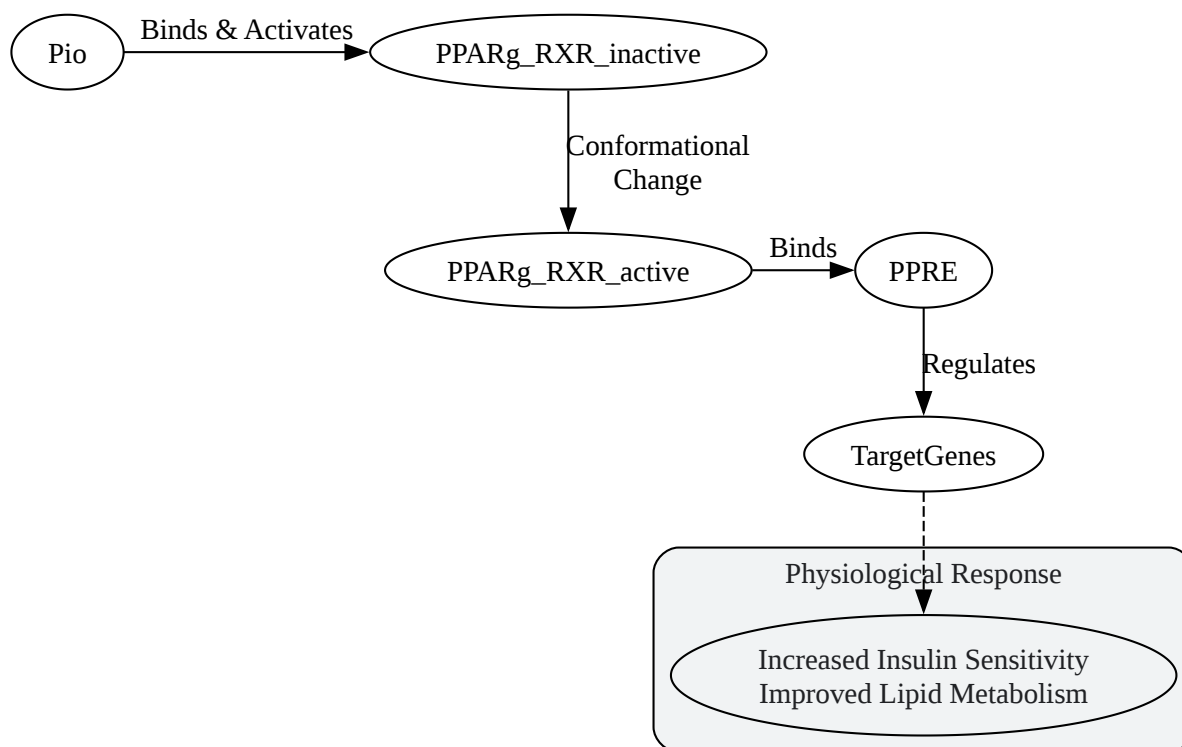 Pio
Binds & Activates
PPARg_RXR_inactive
Conformational
Change
PPARg_RXR_active
Binds
PPRE
Regulates
TargetGenes
Physiological Response
Increased Insulin Sensitivity
Improved Lipid Metabolism